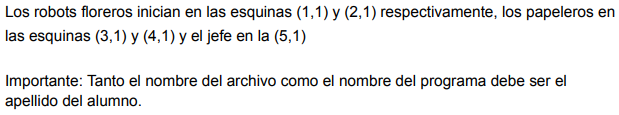 Los robots floreros inician en las esquinas (1,1) y (2,1) respectivamente, los papeleros en
las esquinas (3,1) y (4,1) y el jefe en la (5,1)
Importante: Tanto el nombre del archivo como el nombre del programa debe ser el
apellido del alumno.